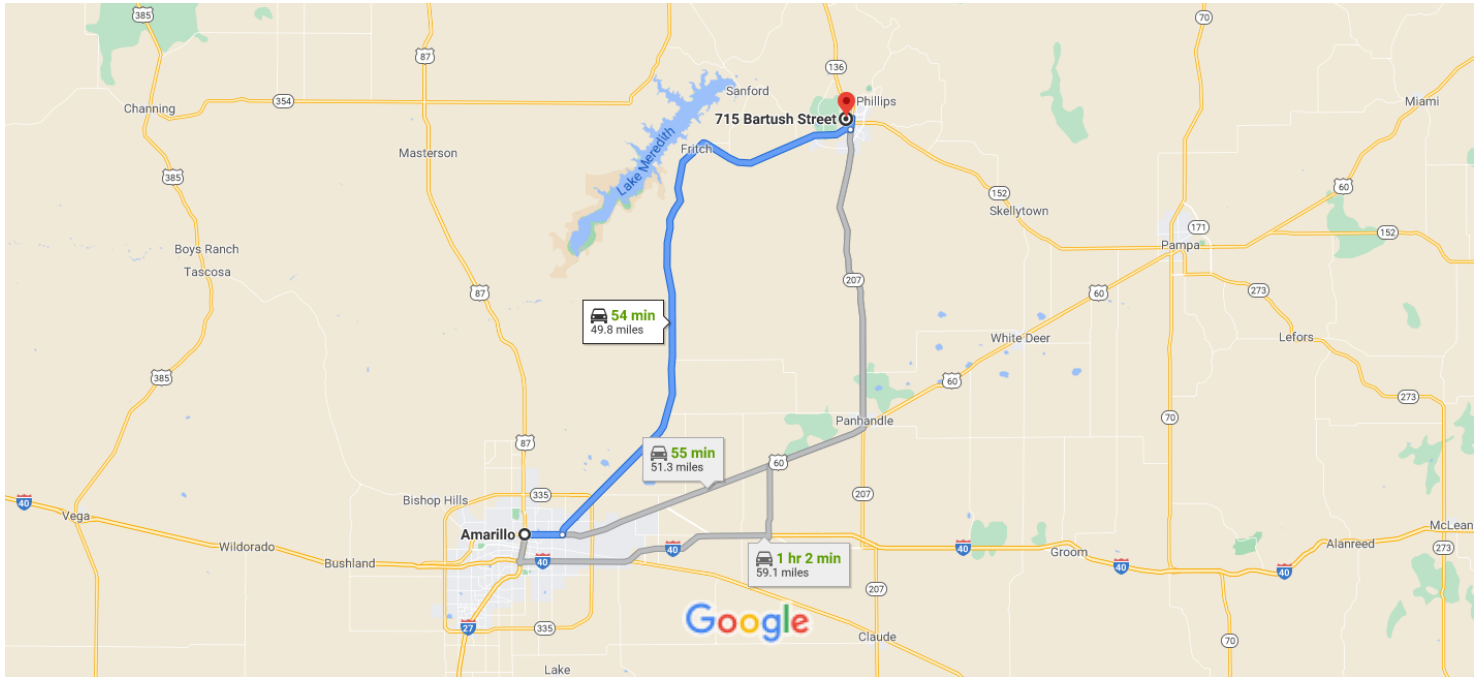 385
70
87
136
Sanford
Phillips
Channing
354
715 Bartush Street
Miami
Masterson
Lake Meredith
Fritch
385
60
152
Skellytown
171
152
Boys Ranch
Tascosa
Pampa
207
87
60
273
54 min
49.8 miles
White Deer
Lefors
385
60
273
Panhandle
70
87
55 min
51.3 miles
60
Bishop Hills
335
207
40
Vega
McLean
Amarillo
Wildorado
40
40
Groom
Alanreed
273
Bushland
40
1 hr 2 min
59.1 miles
40
40
207
Google
27
335
Claude
70
Lake